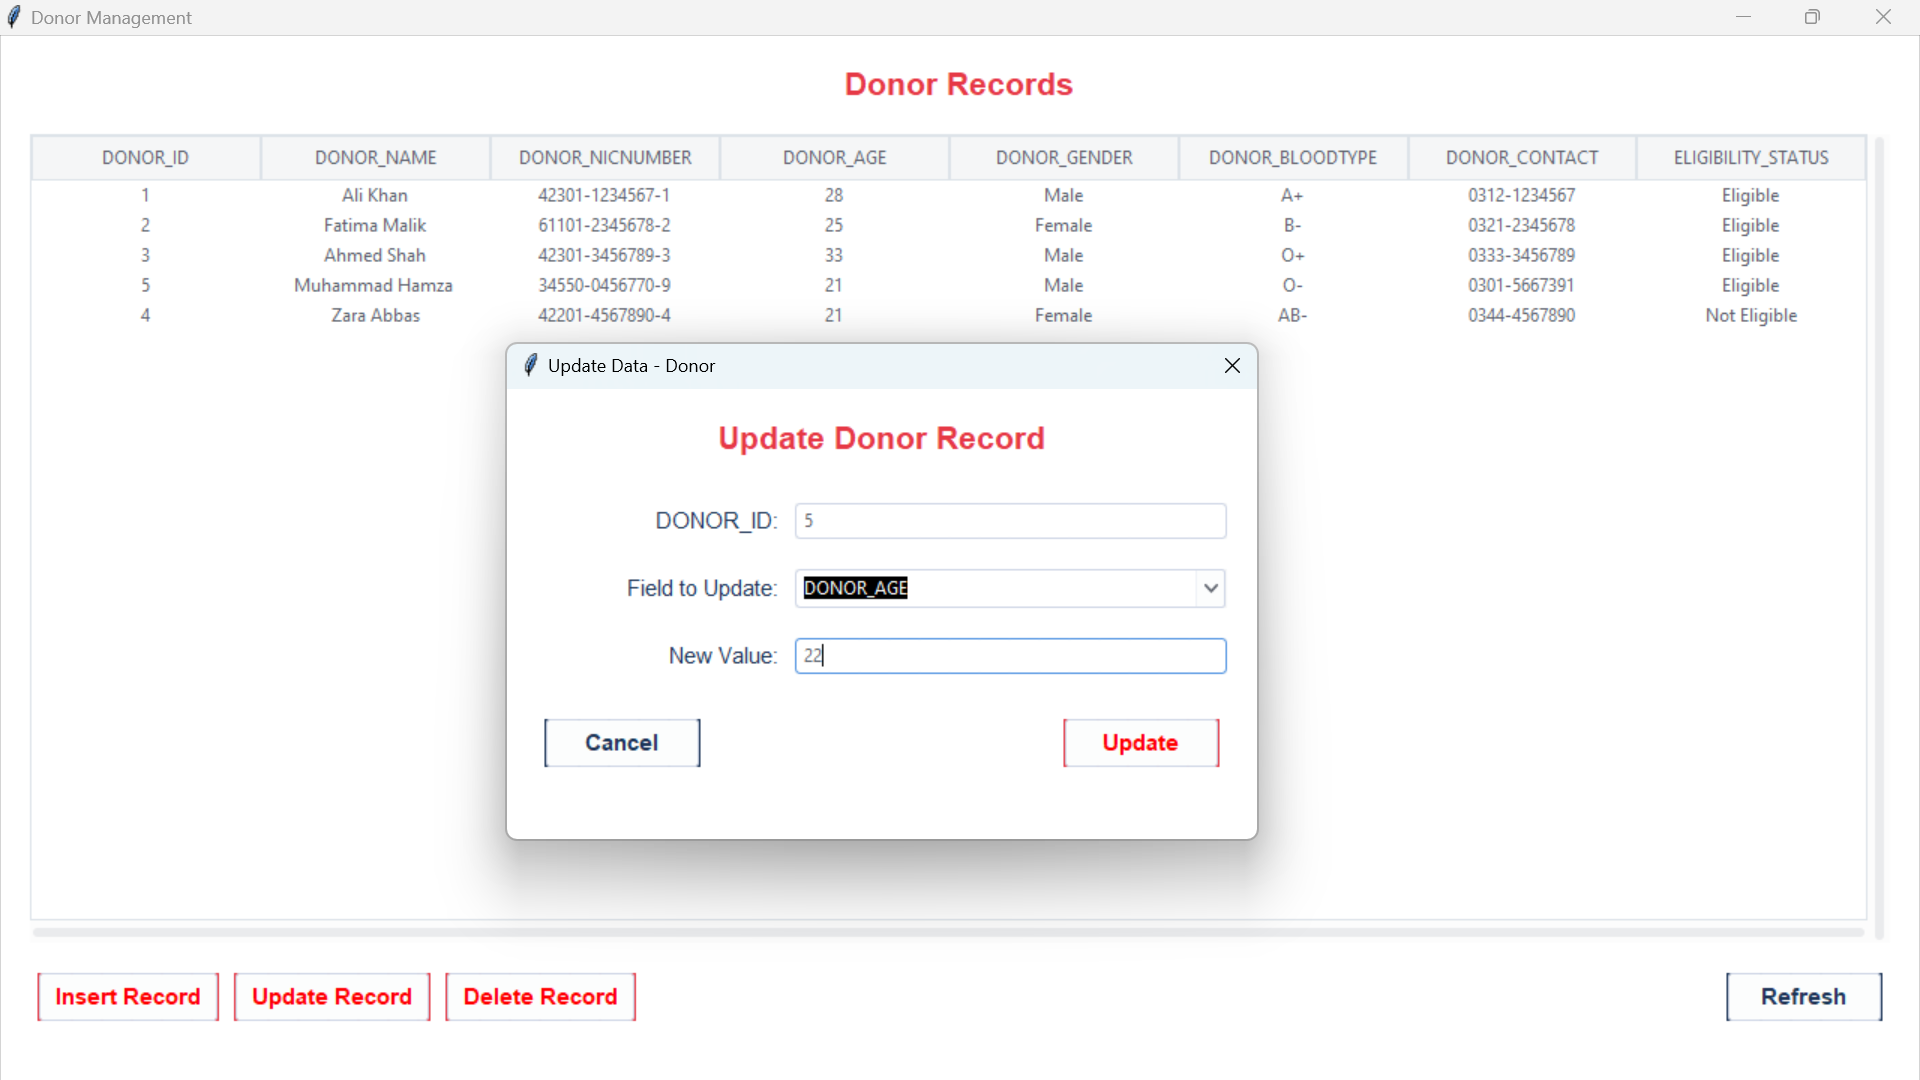 Donor Management
Donor Records
DONOR_ID DONOR_NAME DONOR_NICNUMBER DONOR_AGE DONOR_GENDER DONOR_BLOODTYPE DONOR_CONTACT ELIGIBILITY_STATUS
1 Ali Khan 42301-1234567-1 28 Male A+ 0312-1234567 Eligible
2 Fatima Malik 61101-2345678-2 25 Female B- 0321-2345678 Eligible
3 Ahmed Shah 42301-3456789-3 33 Male O+ 0333-3456789 Eligible
5 Muhammad Hamza 34550-0456770-9 21 Male O- 0301-5667391 Eligible
4 Zara Abbas 42201-4567890-4 21 Female AB- 0344-4567890 Not Eligible
Update Data - Donor
Update Donor Record
DONOR_ID: 5
Field to Update: DONOR_AGE
New Value: 22
Cancel Update
Insert Record Update Record Delete Record Refresh